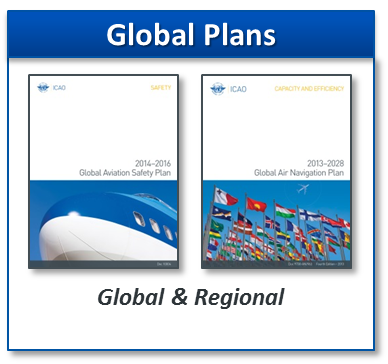 Global Plans
ICAO
SAFETY
2014–2016
Global Aviation Safety Plan
ICAO
CAPACITY AND EFFICIENCY
2013–2028
Global Air Navigation Plan
Global & Regional